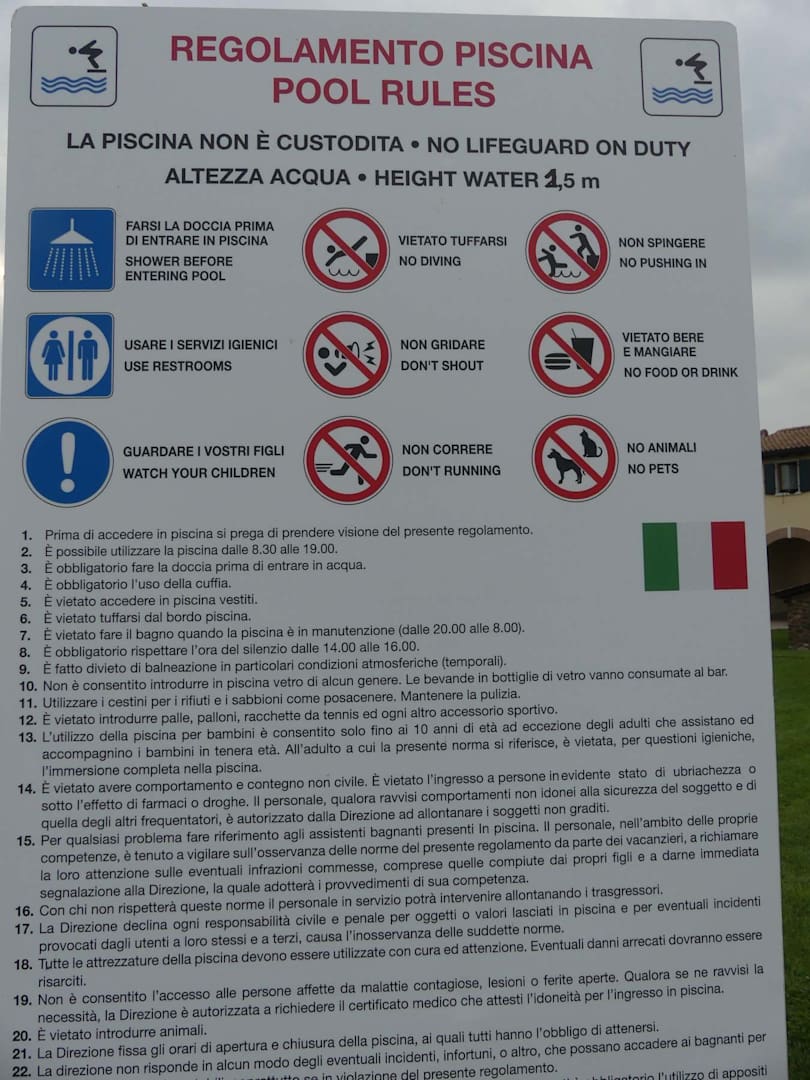 REGOLAMENTO PISCINA
POOL RULES
LA PISCINA NON È CUSTODITA • NO LIFEGUARD ON DUTY
ALTEZZA ACQUA • HEIGHT WATER 1,5 m
FARSI LA DOCCIA PRIMA
DI ENTRARE IN PISCINA
SHOWER BEFORE
ENTERING POOL
VIETATO TUFFARSI
NO DIVING
NON SPINGERE
NO PUSHING IN
USARE I SERVIZI IGIENICI
USE RESTROOMS
NON GRIDARE
DON'T SHOUT
VIETATO BERE
E MANGIARE
NO FOOD OR DRINK
GUARDARE I VOSTRI FIGLI
WATCH YOUR CHILDREN
NON CORRERE
DON'T RUNNING
NO ANIMALI
NO PETS
1. Prima di accedere in piscina si prega di prendere visione del presente regolamento.
2. È possibile utilizzare la piscina dalle 8.30 alle 19.00.
3. È obbligatorio fare la doccia prima di entrare in acqua.
4. È obbligatorio l'uso della cuffia.
5. È vietato accedere in piscina vestiti.
6. È vietato tuffarsi dal bordo piscina.
7. È vietato fare il bagno quando la piscina è in manutenzione (dalle 20.00 alle 8.00).
8. È obbligatorio rispettare l'ora del silenzio dalle 14.00 alle 16.00.
9. È fatto divieto di balneazione in particolari condizioni atmosferiche (temporali).
10. Non è consentito introdurre in piscina vetro di alcun genere. Le bevande in bottiglie di vetro vanno consumate al bar.
11. Utilizzare i cestini per i rifiuti e i sabbioni come posacenere. Mantenere la pulizia.
12. È vietato introdurre palle, palloni, racchette da tennis ed ogni altro accessorio sportivo.
13. L'utilizzo della piscina per bambini è consentito solo fino ai 10 anni di età ad eccezione degli adulti che assistano ed
accompagnino i bambini in tenera età. All'adulto a cui la presente norma si riferisce, è vietata, per questioni igieniche,
l'immersione completa nella piscina.
14. È vietato avere comportamento e contegno non civile. È vietato l'ingresso a persone in evidente stato di ubriachezza o
sotto l'effetto di farmaci o droghe. Il personale, qualora ravvisi comportamenti non idonei alla sicurezza del soggetto e di
quella degli altri frequentatori, è autorizzato dalla Direzione ad allontanare i soggetti non graditi.
15. Per qualsiasi problema fare riferimento agli assistenti bagnanti presenti In piscina. Il personale, nell'ambito delle proprie
competenze, è tenuto a vigilare sull'osservanza delle norme del presente regolamento da parte dei vacanzieri, a richiamare
la loro attenzione sulle eventuali infrazioni commesse, comprese quelle compiute dai propri figli e a darne immediata
segnalazione alla Direzione, la quale adotterà i provvedimenti di sua competenza.
16. Con chi non rispetterà queste norme il personale in servizio potrà intervenire allontanando i trasgressori.
17. La Direzione declina ogni responsabilità civile e penale per oggetti o valori lasciati in piscina e per eventuali incidenti
provocati dagli utenti a loro stessi e a terzi, causa l'inosservanza delle suddette norme.
18. Tutte le attrezzature della piscina devono essere utilizzate con cura ed attenzione. Eventuali danni arrecati dovranno essere
risarciti.
19. Non è consentito l'accesso alle persone affette da malattie contagiose, lesioni o ferite aperte. Qualora se ne ravvisi la
necessità, la Direzione è autorizzata a richiedere il certificato medico che attesti l'idoneità per l'ingresso in piscina.
20. È vietato introdurre animali.
21. La Direzione fissa gli orari di apertura e chiusura della piscina, ai quali tutti hanno l'obbligo di attenersi.
22. La direzione non risponde in alcun modo degli eventuali incidenti, infortuni, o altro, che possano accadere ai bagnanti per
se in violazione del presente regolamento.
obbligatorio l'utilizzo di appositi